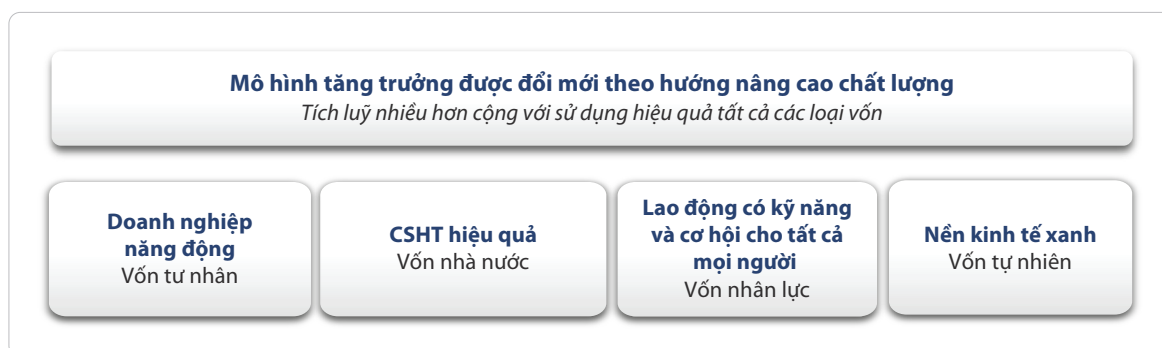 Mô hình tăng trưởng được đổi mới theo hướng nâng cao chất lượng
Tích luỹ nhiều hơn cộng với sử dụng hiệu quả tất cả các loại vốn
Doanh nghiệp
năng động
Vốn tư nhân
CSHT hiệu quả
Vốn nhà nước
Lao động có kỹ năng
và cơ hội cho tất cả
mọi người
Vốn nhân lực
Nền kinh tế xanh
Vốn tự nhiên